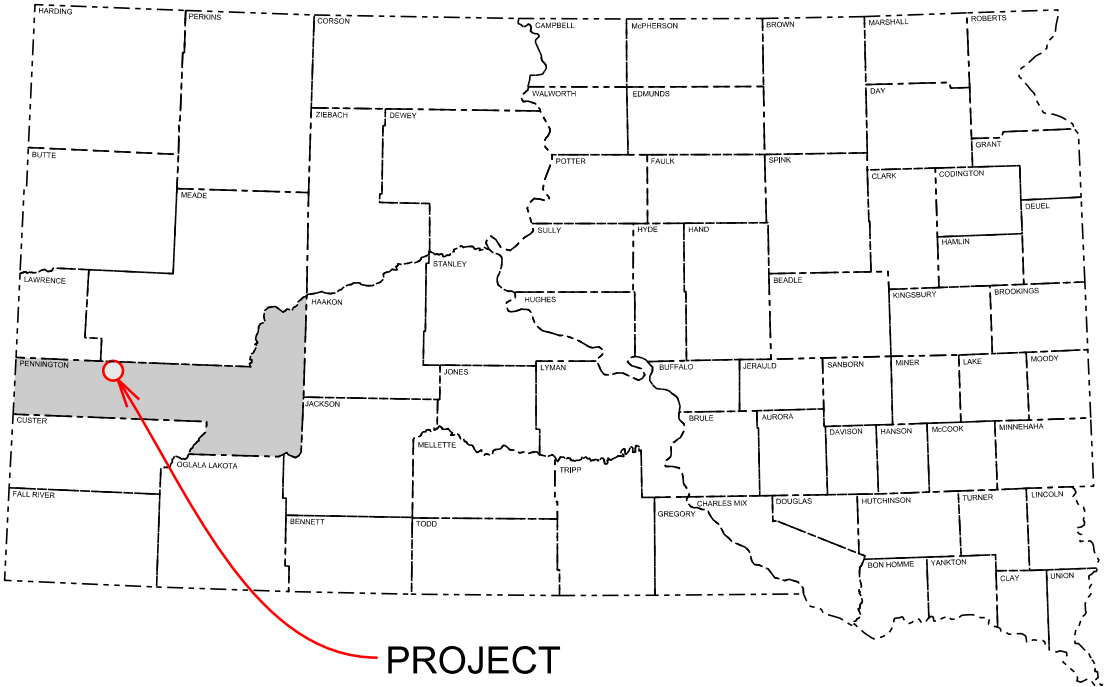 HARDING
PERKINS
CORSON
CAMPBELL
McPHERSON
BROWN
MARSHALL
ROBERTS
WALWORTH
EDMUNDS
DAY
ZIEBACH
DEWEY
GRANT
BUTTE
POTTER
FAULK
SPINK
CLARK
CODINGTON
MEADE
DEUEL
SULLY
HYDE
HAND
HAMLIN
STANLEY
LAWRENCE
BEADLE
KINGSBURY
BROOKINGS
HAAKON
HUGHES
PENNINGTON
JONES
LYMAN
BUFFALO
JERAULD
SANBORN
MINER
LAKE
MOODY
JACKSON
CUSTER
BRULE
AURORA
DAVISON
HANSON
McCOOK
MINNEHAHA
MELLETTE
OGLALA LAKOTA
TRIPP
FALL RIVER
GREGORY
CHARLES MIX
DOUGLAS
HUTCHINSON
TURNER
LINCOLN
BENNETT
TODD
BON HOMME
YANKTON
CLAY
UNION
PROJECT